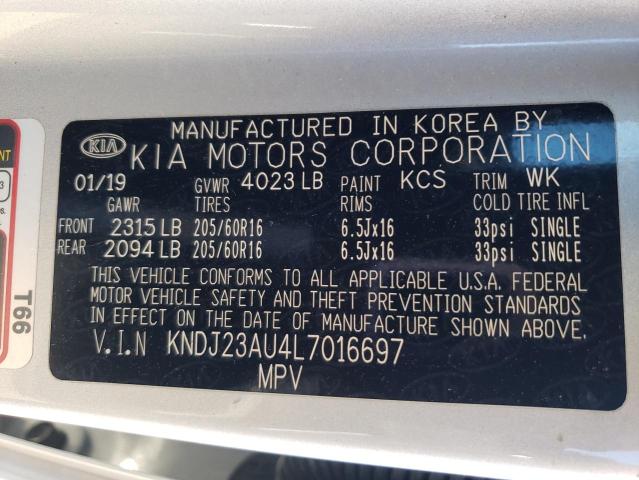 MANUFACTURED IN KOREA BY
KIA KIA MOTORS CORPORATION
01/19 GVWR 4023 LB PAINT KCS TRIM WK
GAWR TIRES RIMS COLD TIRE INFL
FRONT 2315 LB 205/60R16 6.5Jx16 33psi SINGLE
REAR 2094 LB 205/60R16 6.5Jx16 33psi SINGLE
THIS VEHICLE CONFORMS TO ALL APPLICABLE U.S.A. FEDERAL
MOTOR VEHICLE SAFETY AND THEFT PREVENTION STANDARDS
IN EFFECT ON THE DATE OF MANUFACTURE SHOWN ABOVE
V.I.N KNDJ23AU4L7016697
MPV
T66